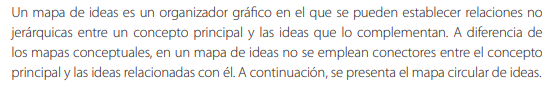 Un mapa de ideas es un organizador gráfico en el que se pueden establecer relaciones no
jerárquicas entre un concepto principal y las ideas que lo complementan. A diferencia de
los mapas conceptuales, en un mapa de ideas no se emplean conectores entre el concepto
principal y las ideas relacionadas con él. A continuación, se presenta el mapa circular de ideas.